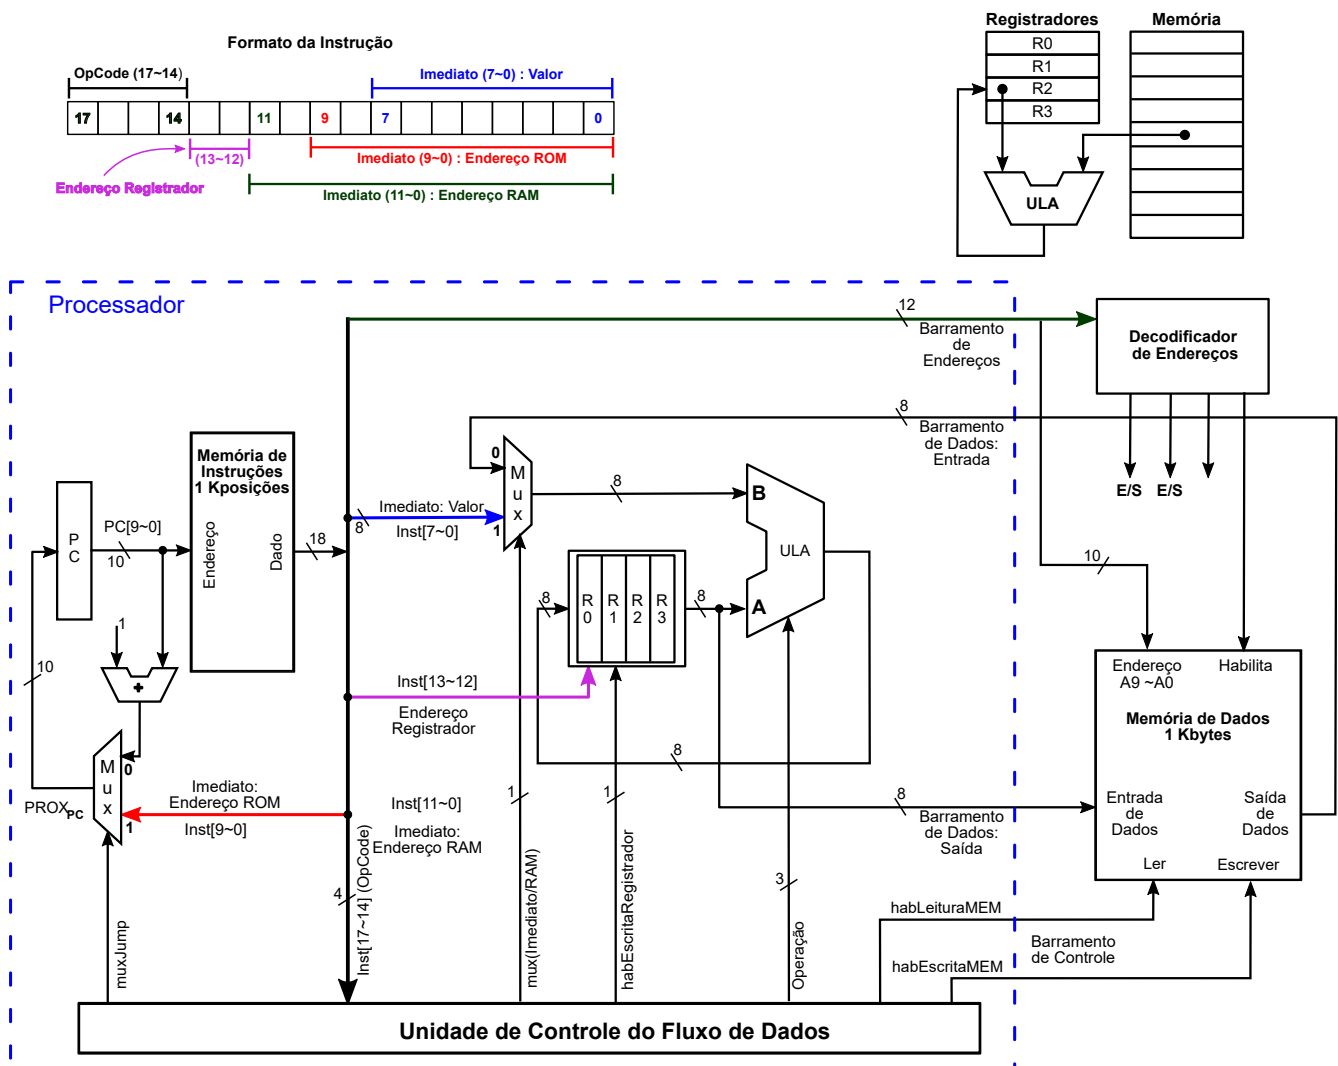 Formato da Instrução
OpCode (17~14)
Imediato (7~0) : Valor
17
14
11
9
7
0
(13~12)
Imediato (9~0) : Endereço ROM
Endereço Registrador
Imediato (11~0) : Endereço RAM
Registradores
Memória
R0
R1
R2
R3
ULA
Processador
12
Barramento
de
Endereços
Decodificador
de Endereços
E/S
E/S
8
Barramento
de Dados:
Entrada
Memória de
Instruções
1 Kposições
Endereço
Dado
P
C
PC[9~0]
10
1
+
10
18
M
u
x
0
1
PROX
PC
Imediato:
Endereço ROM
Inst[9~0]
8
Imediato: Valor
Inst[7~0]
0
1
M
u
x
8
B
A
ULA
8
R
0
R
1
R
2
R
3
8
Inst[13~12]
Endereço
Registrador
8
Inst[11~0]
Imediato:
Endereço RAM
1
1
3
4
8
Barramento
de Dados:
Saída
10
Endereço
A9 ~A0
Habilita
Memória de Dados
1 Kbytes
Entrada
de
Dados
Saída
de
Dados
Ler
Escrever
muxJump
Inst[17~14] (OpCode)
mux(Imediato/RAM)
habEscritaRegistrador
Operação
habLeituraMEM
habEscritaMEM
Barramento
de Controle
Unidade de Controle do Fluxo de Dados